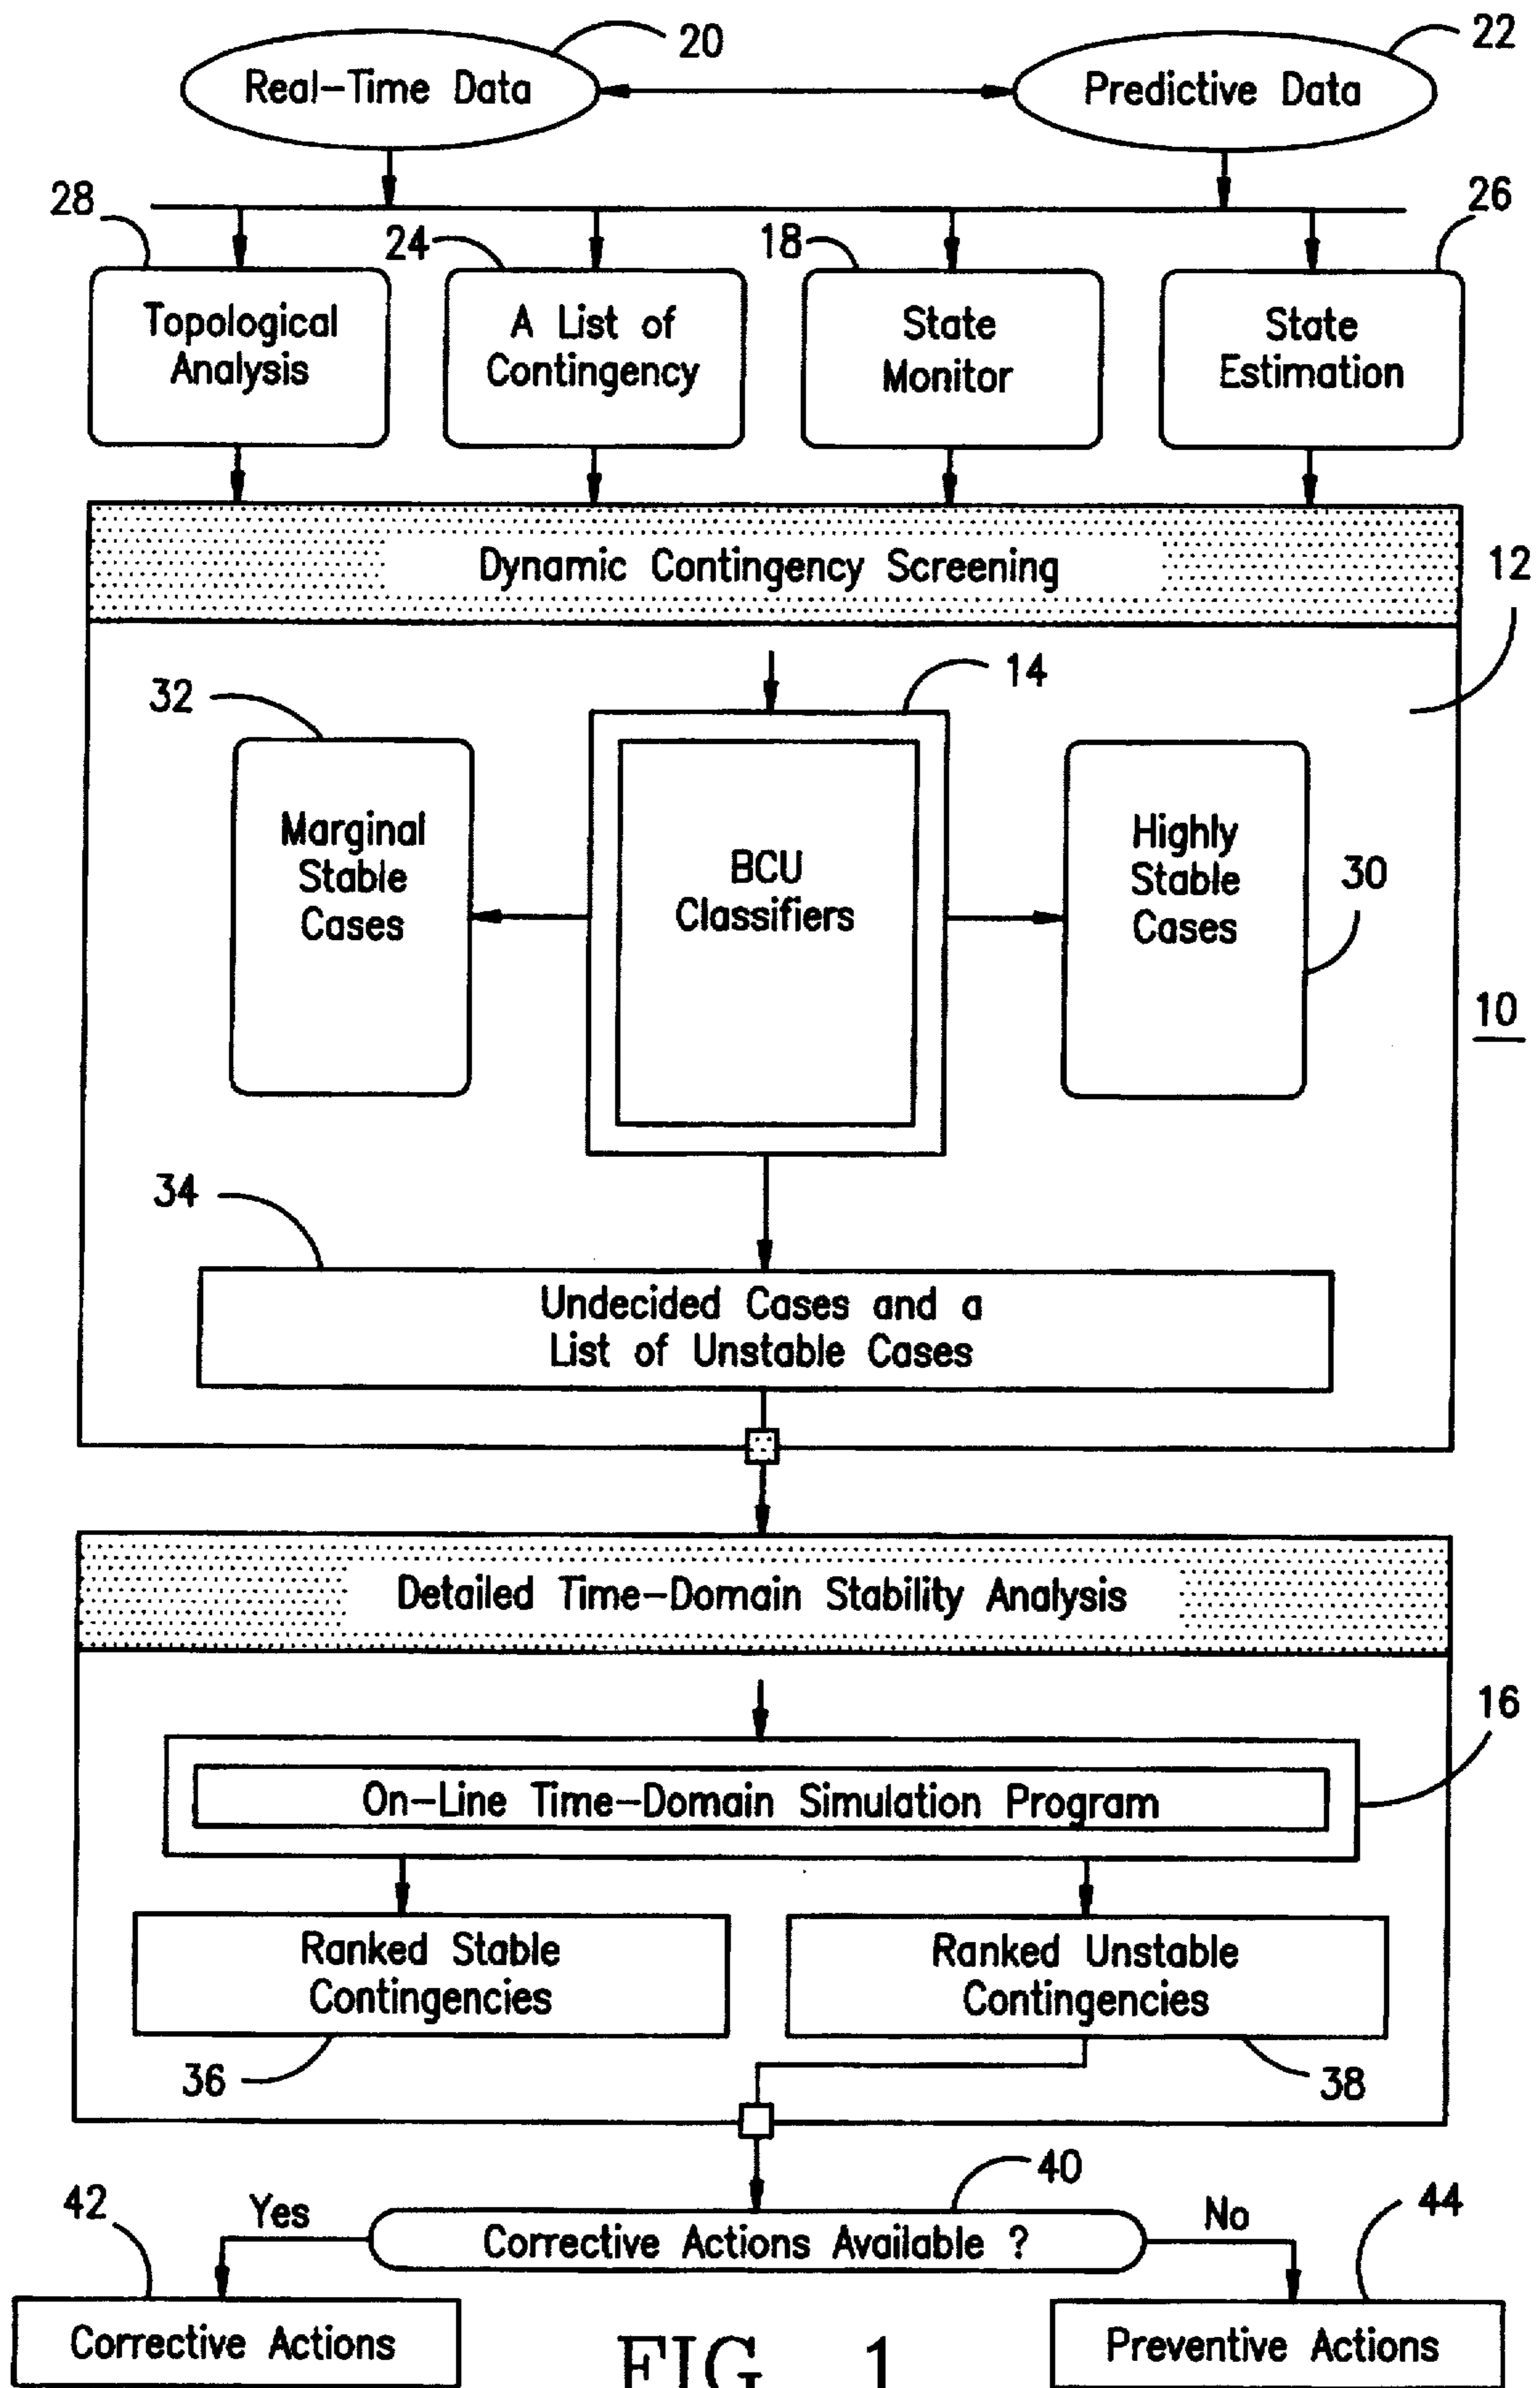 20
22
Real-Time Data
Predictive Data
28
24
18
26
Topological
Analysis
A List of
Contingency
State
Monitor
State
Estimation
Dynamic Contingency Screening
12
14
32
Marginal
Stable
Cases
BCU
Classifiers
Highly
Stable
Cases
30
10
34
Undecided Cases and a
List of Unstable Cases
Detailed Time-Domain Stability Analysis
16
On-Line Time-Domain Simulation Program
Ranked Stable
Contingencies
Ranked Unstable
Contingencies
36
38
40
42
Yes
Corrective Actions Available ?
No
44
Corrective Actions
Preventive Actions
FIG. 1